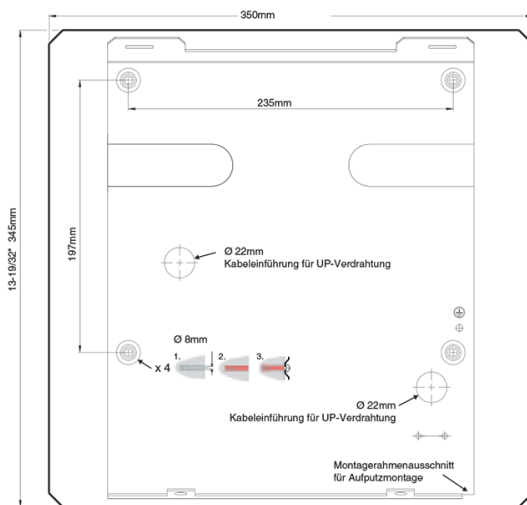 350mm
235mm
13-19/32" 345mm
197mm
Ø 22mm
Kabeleinführung für UP-Verdrahtung
Ø 8mm
1. 2. 3.
x 4
Ø 22mm
Kabeleinführung für UP-Verdrahtung
Montagerahmenausschnitt
für Aufputzmontage